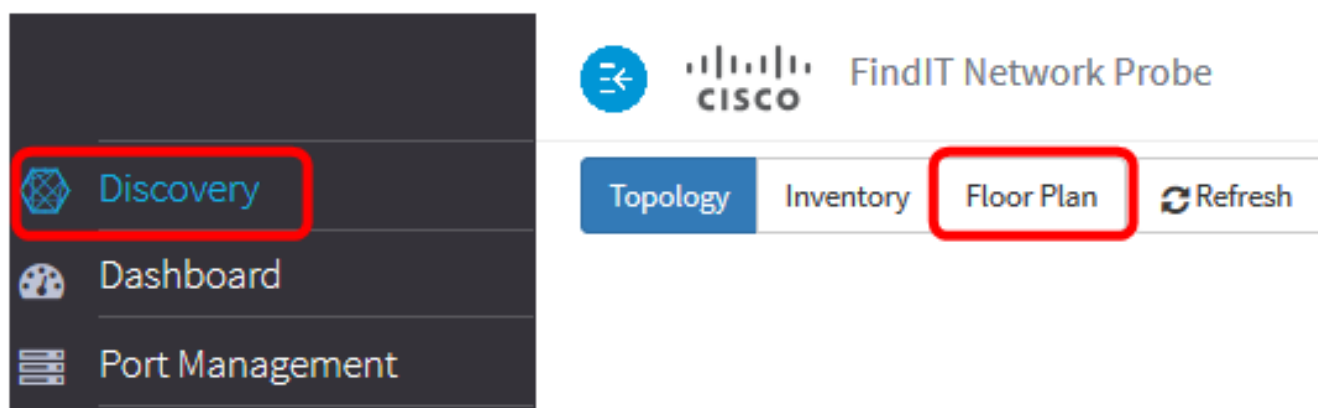 Discovery
Dashboard
Port Management
CISCO FindIT Network Probe
Topology Inventory Floor Plan Refresh